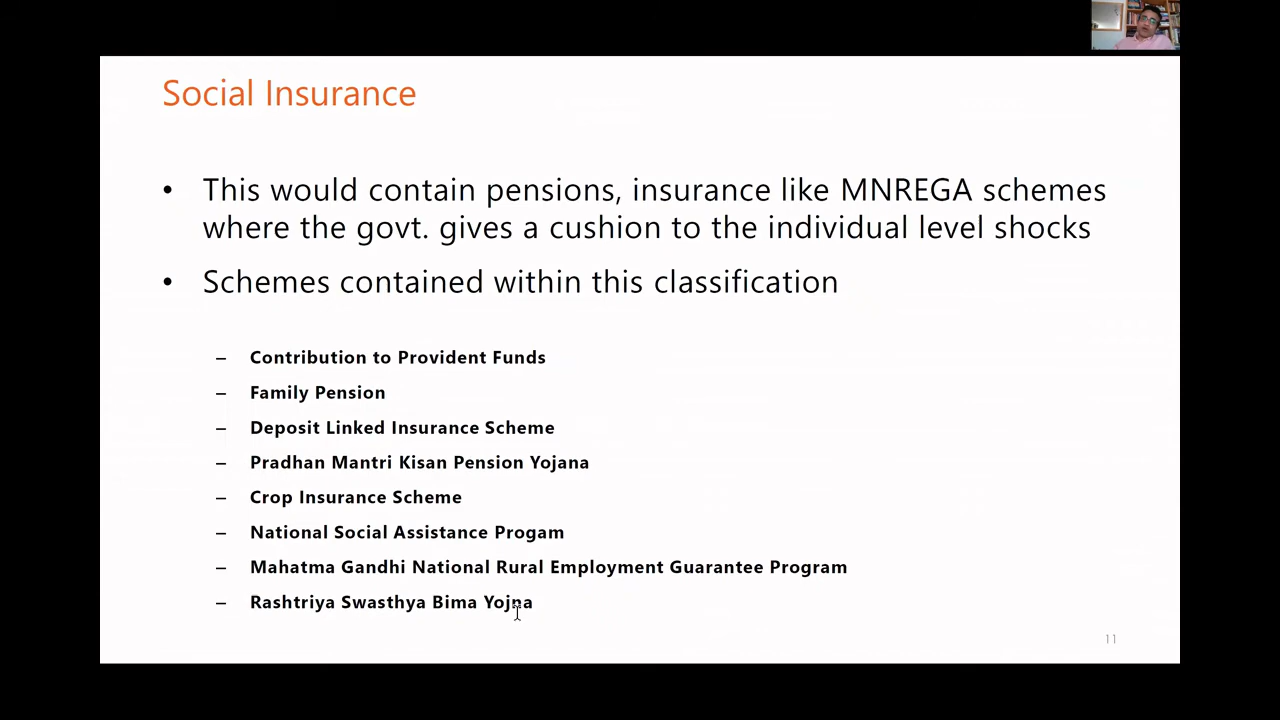 Social Insurance
• This would contain pensions, insurance like MNREGA schemes
where the govt. gives a cushion to the individual level shocks
• Schemes contained within this classification
– Contribution to Provident Funds
– Family Pension
– Deposit Linked Insurance Scheme
– Pradhan Mantri Kisan Pension Yojana
– Crop Insurance Scheme
– National Social Assistance Progam
– Mahatma Gandhi National Rural Employment Guarantee Program
– Rashtriya Swasthya Bima Yojna
11